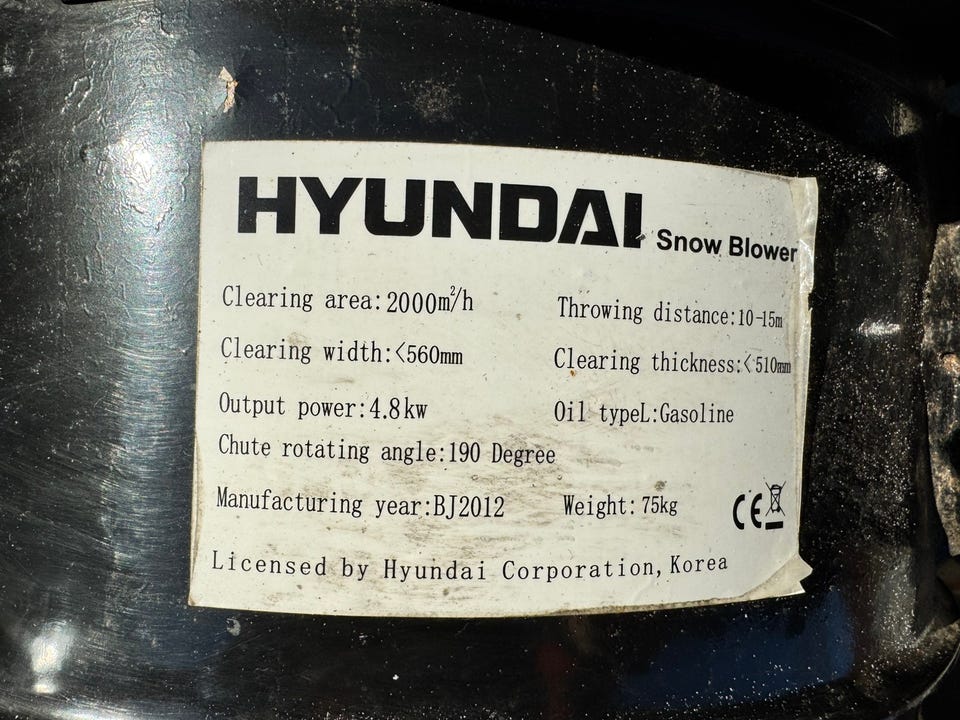 HYUNDAI Snow Blower
Clearing area:2000m²/h Throwing distance:10-15m
Clearing width:<560mm Clearing thickness:<510mm
Output power:4.8kw Oil typeL:Gasoline
Chute rotating angle:190 Degree
Manufacturing year:BJ2012 Weight:75kg CE
Licensed by Hyundai Corporation,Korea